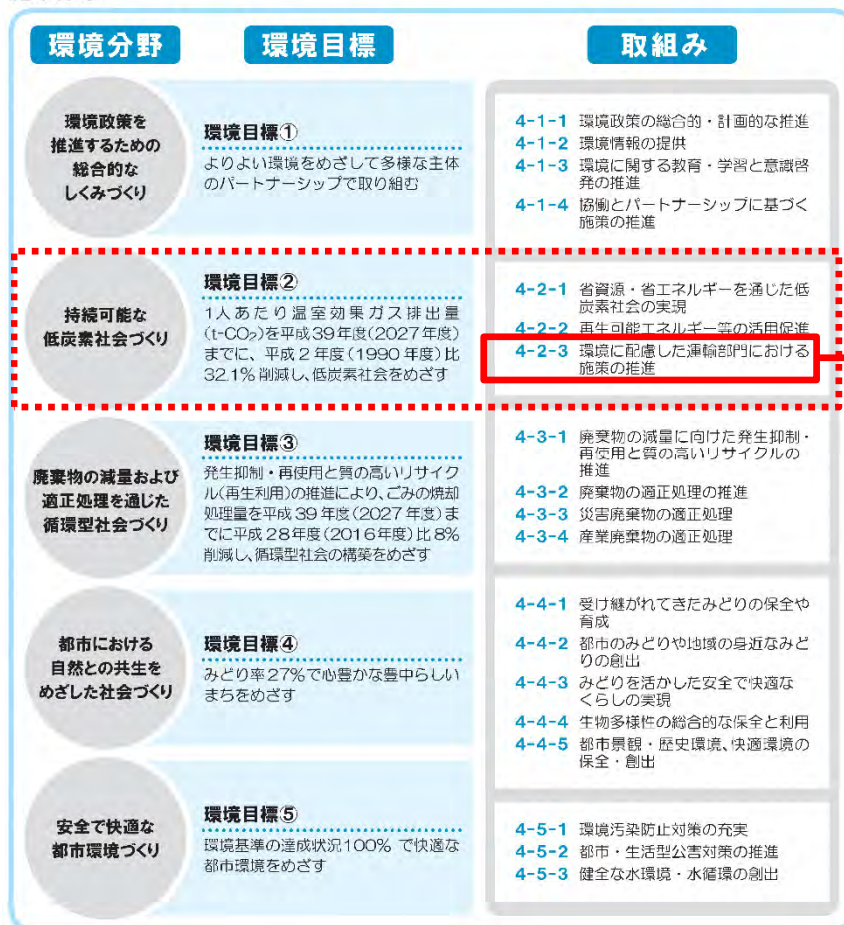 環境分野
環境目標
取組み
環境政策を
推進するための
総合的な
しくみづくり
環境目標①
よりよい環境をめざして多様な主体
のパートナーシップで取り組む
4-1-1 環境政策の総合的・計画的な推進
4-1-2 環境情報の提供
4-1-3 環境に関する教育・学習と意識啓
発の推進
4-1-4 協働とパートナーシップに基づく
施策の推進
持続可能な
低炭素社会づくり
環境目標②
1人あたり温室効果ガス排出量
(t-CO₂)を平成39年度(2027年度)
までに、平成2年度(1990年度)比
32.1%削減し、低炭素社会をめざす
4-2-1 省資源・省エネルギーを通じた低
炭素社会の実現
4-2-2 再生可能エネルギー等の活用促進
4-2-3 環境に配慮した運輸部門における
施策の推進
廃棄物の減量および
適正処理を通じた
循環型社会づくり
環境目標③
発生抑制・再使用と質の高いリサイク
ル(再生利用)の推進により、ごみの焼却
処理量を平成39年度(2027年度)ま
でに平成28年度(2016年度)比8%
削減し、循環型社会の構築をめざす
4-3-1 廃棄物の減量に向けた発生抑制・
再使用と質の高いリサイクルの
推進
4-3-2 廃棄物の適正処理の推進
4-3-3 災害廃棄物の適正処理
4-3-4 産業廃棄物の適正処理
都市における
自然との共生を
めざした社会づくり
環境目標④
みどり率27%で心豊かな豊中らしい
まちをめざす
4-4-1 受け継がれてきたみどりの保全や
育成
4-4-2 都市のみどりや地域の身近なみど
りの創出
4-4-3 みどりを活かした安全で快適な
くらしの実現
4-4-4 生物多様性の総合的な保全と利用
4-4-5 都市景観・歴史環境、快適環境の
保全・創出
安全で快適な
都市環境づくり
環境目標⑤
環境基準の達成状況100%で快適な
都市環境をめざす
4-5-1 環境汚染防止対策の充実
4-5-2 都市・生活型公害対策の推進
4-5-3 健全な水環境・水循環の創出